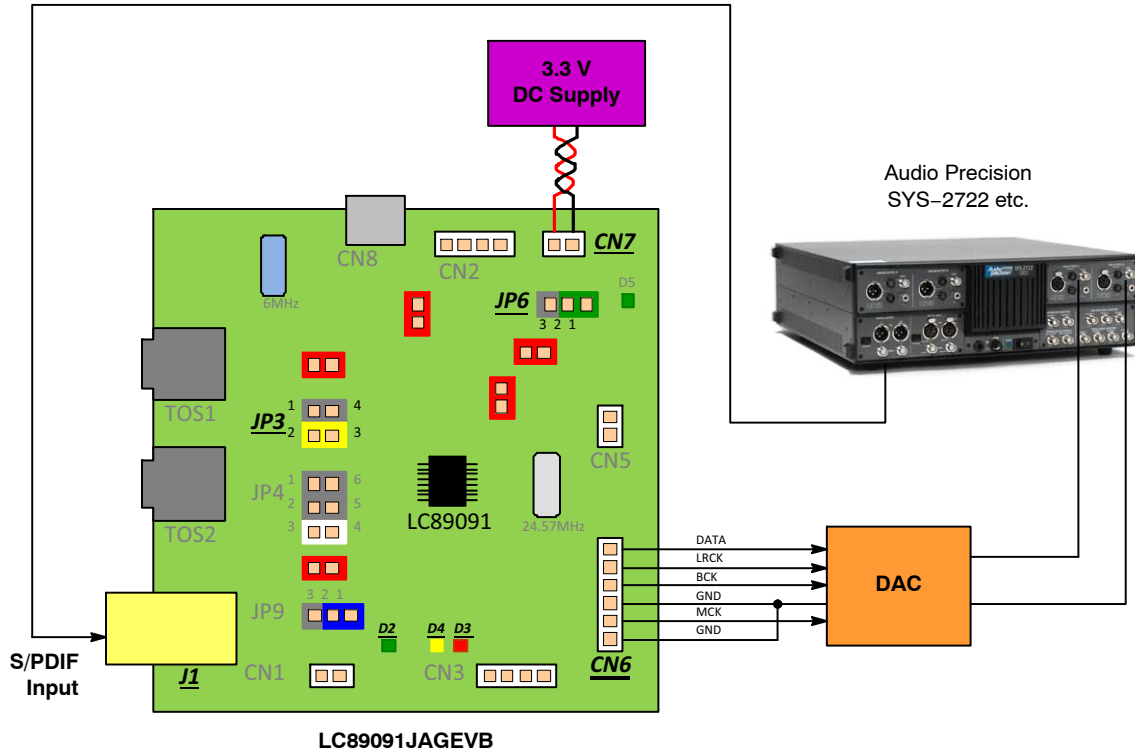 3.3 V
DC Supply
Audio Precision
SYS−2722 etc.
CN8
CN2
CN7
6MHz
JP6
D5
3 2 1
TOS1
1 4
JP3
2 3
CN5
JP4
1 6
2 5
3 4
LC89091
24.57MHz
TOS2
DATA
LRCK
BCK
GND
MCK
GND
DAC
3 2 1
JP9
D2
D4
D3
S/PDIF
Input
J1
CN1
CN3
CN6
LC89091JAGEVB